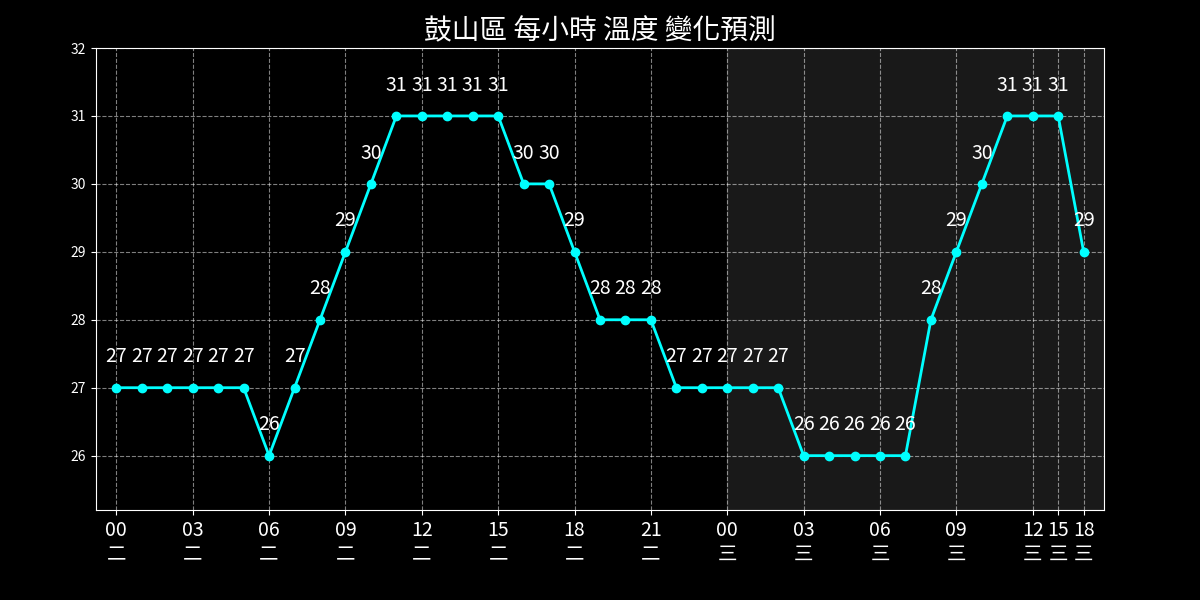 鼓山區 每小時 溫度 變化預測
32
31
30
29
28
27
26
31 31 31 31 31 31 31 31
30 30 30 30
29 29 29 29
28 28 28 28 28
27 27 27 27 27 27 27 27 27 27 27 27
26 26 26 26 26 26
00 03 06 09 12 15 18 21 00 03 06 09 12 15 18
二 二 二 二 二 二 二 二 三 三 三 三 三 三 三